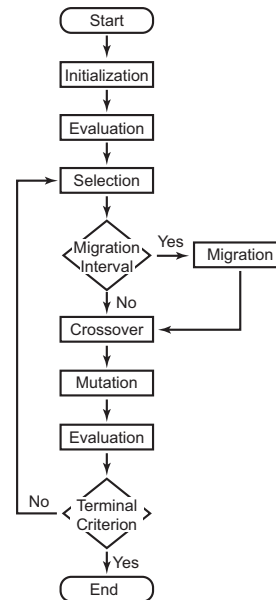 Start
Initialization
Evaluation
Selection
Migration
Interval
Yes
Migration
No
Crossover
Mutation
Evaluation
No
Terminal
Criterion
Yes
End